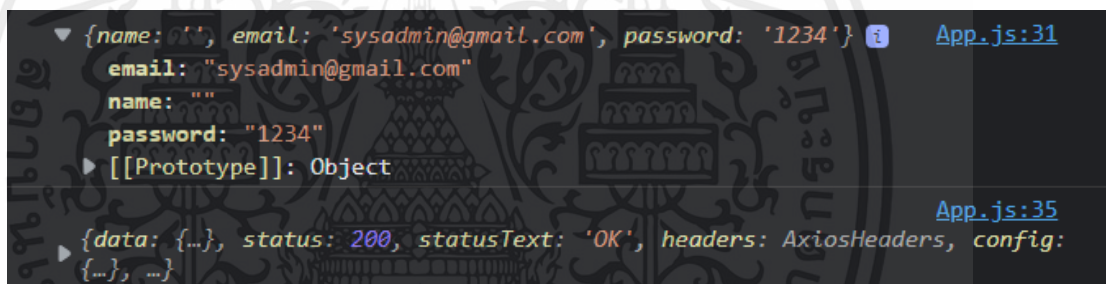 ▼ {name: '', email: 'sysadmin@gmail.com', password: '1234'} i App.js:31
email: "sysadmin@gmail.com"
name: ""
password: "1234"
▶ [[Prototype]]: Object
App.js:35
▶ {data: {…}, status: 200, statusText: 'OK', headers: AxiosHeaders, config:
{…}, …}